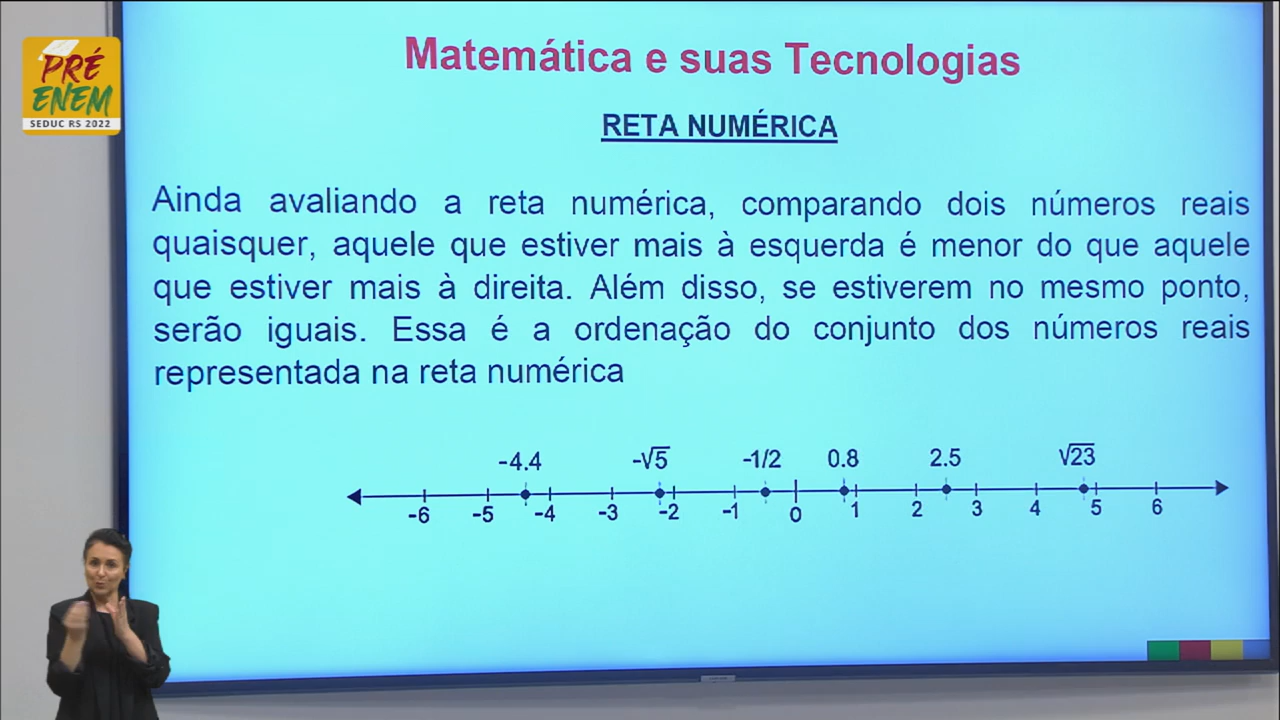 PRÉ
ENEM
SEDUC RS 2022
Matemática e suas Tecnologias
RETA NUMÉRICA
Ainda avaliando a reta numérica, comparando dois números reais
quaisquer, aquele que estiver mais à esquerda é menor do que aquele
que estiver mais à direita. Além disso, se estiverem no mesmo ponto,
serão iguais. Essa é a ordenação do conjunto dos números reais
representada na reta numérica
-4.4 -√5 -1/2 0.8 2.5 √23
-6 -5 -4 -3 -2 -1 0 1 2 3 4 5 6